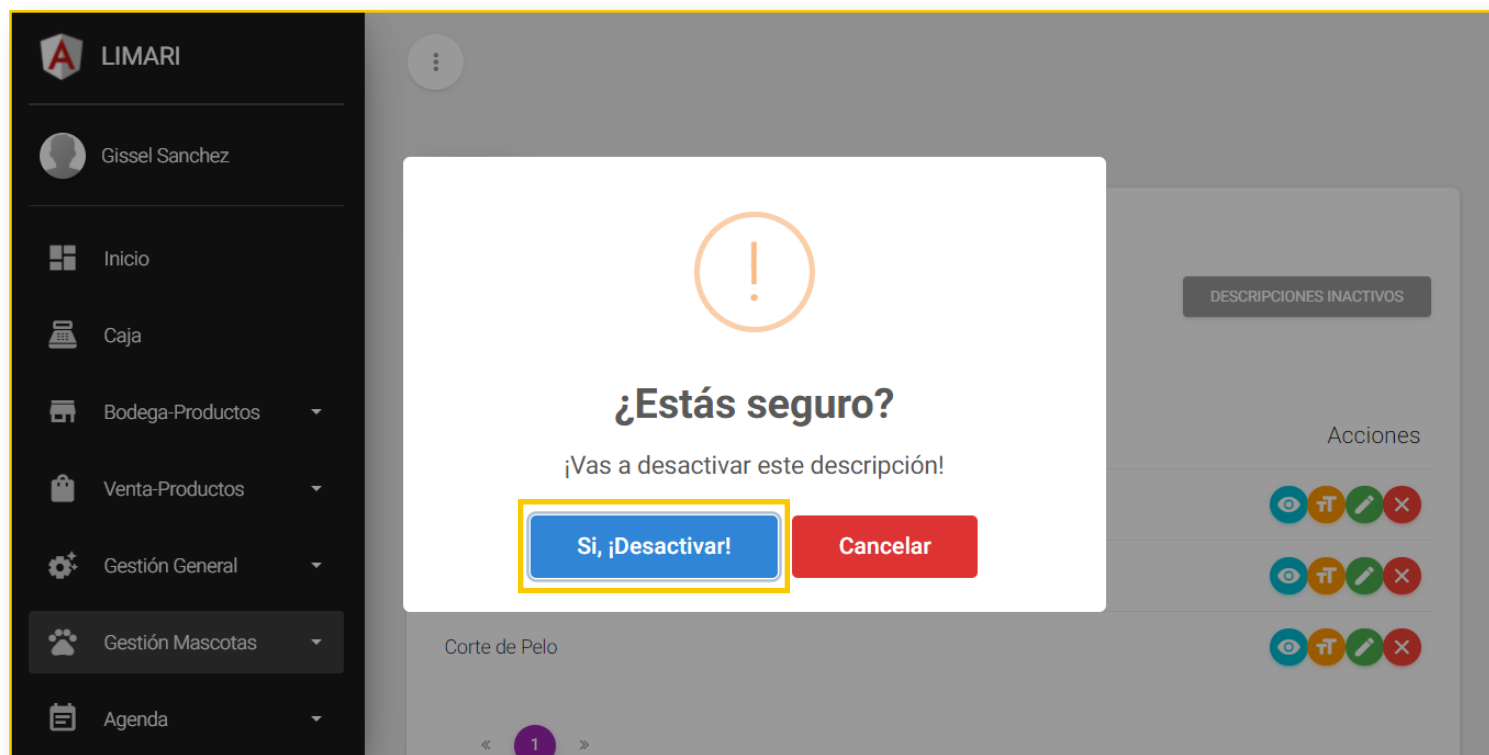 LIMARI
Gissel Sanchez
Inicio
Caja
Bodega-Productos
Venta-Productos
Gestión General
Gestión Mascotas
Agenda
DESCRIPCIONES INACTIVOS
¿Estás seguro?
¡Vas a desactivar este descripción!
Si, ¡Desactivar! Cancelar
Acciones
Corte de Pelo
« 1 »